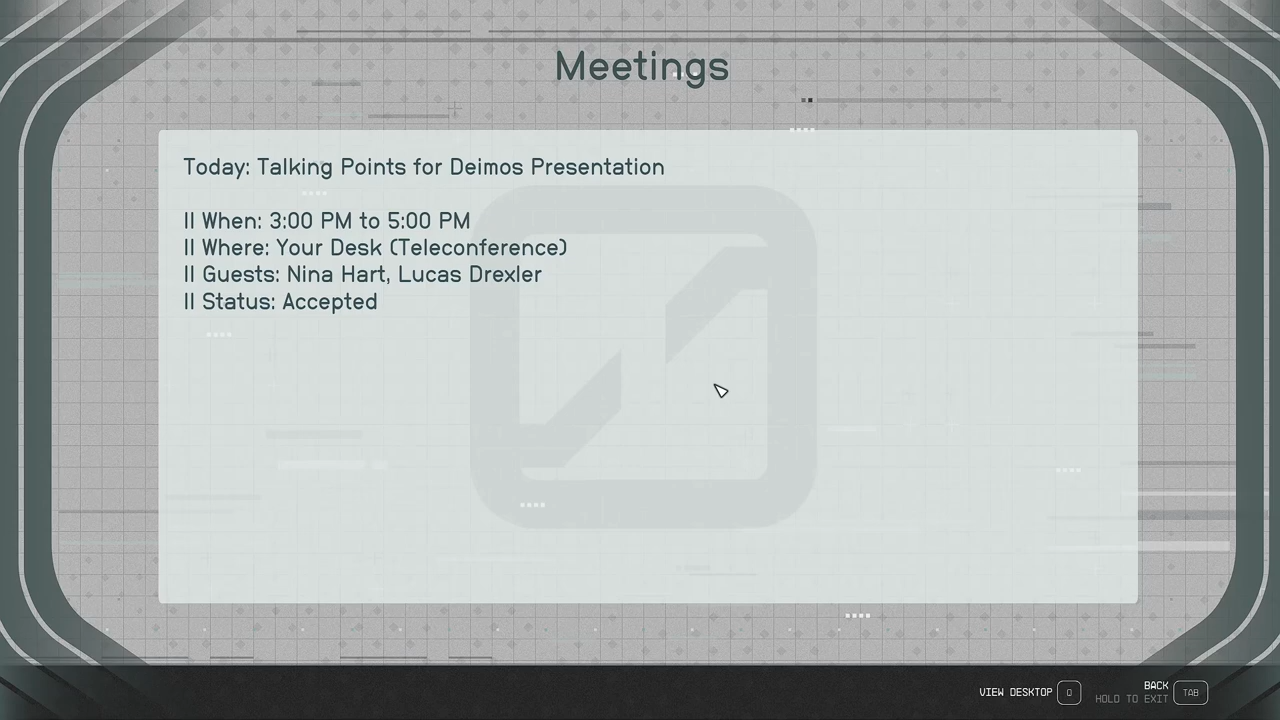 Meetings
Today: Talking Points for Deimos Presentation
II When: 3:00 PM to 5:00 PM
II Where: Your Desk (Teleconference)
II Guests: Nina Hart, Lucas Drexler
II Status: Accepted
VIEW DESKTOP Q
BACK
HOLD TO EXIT TAB